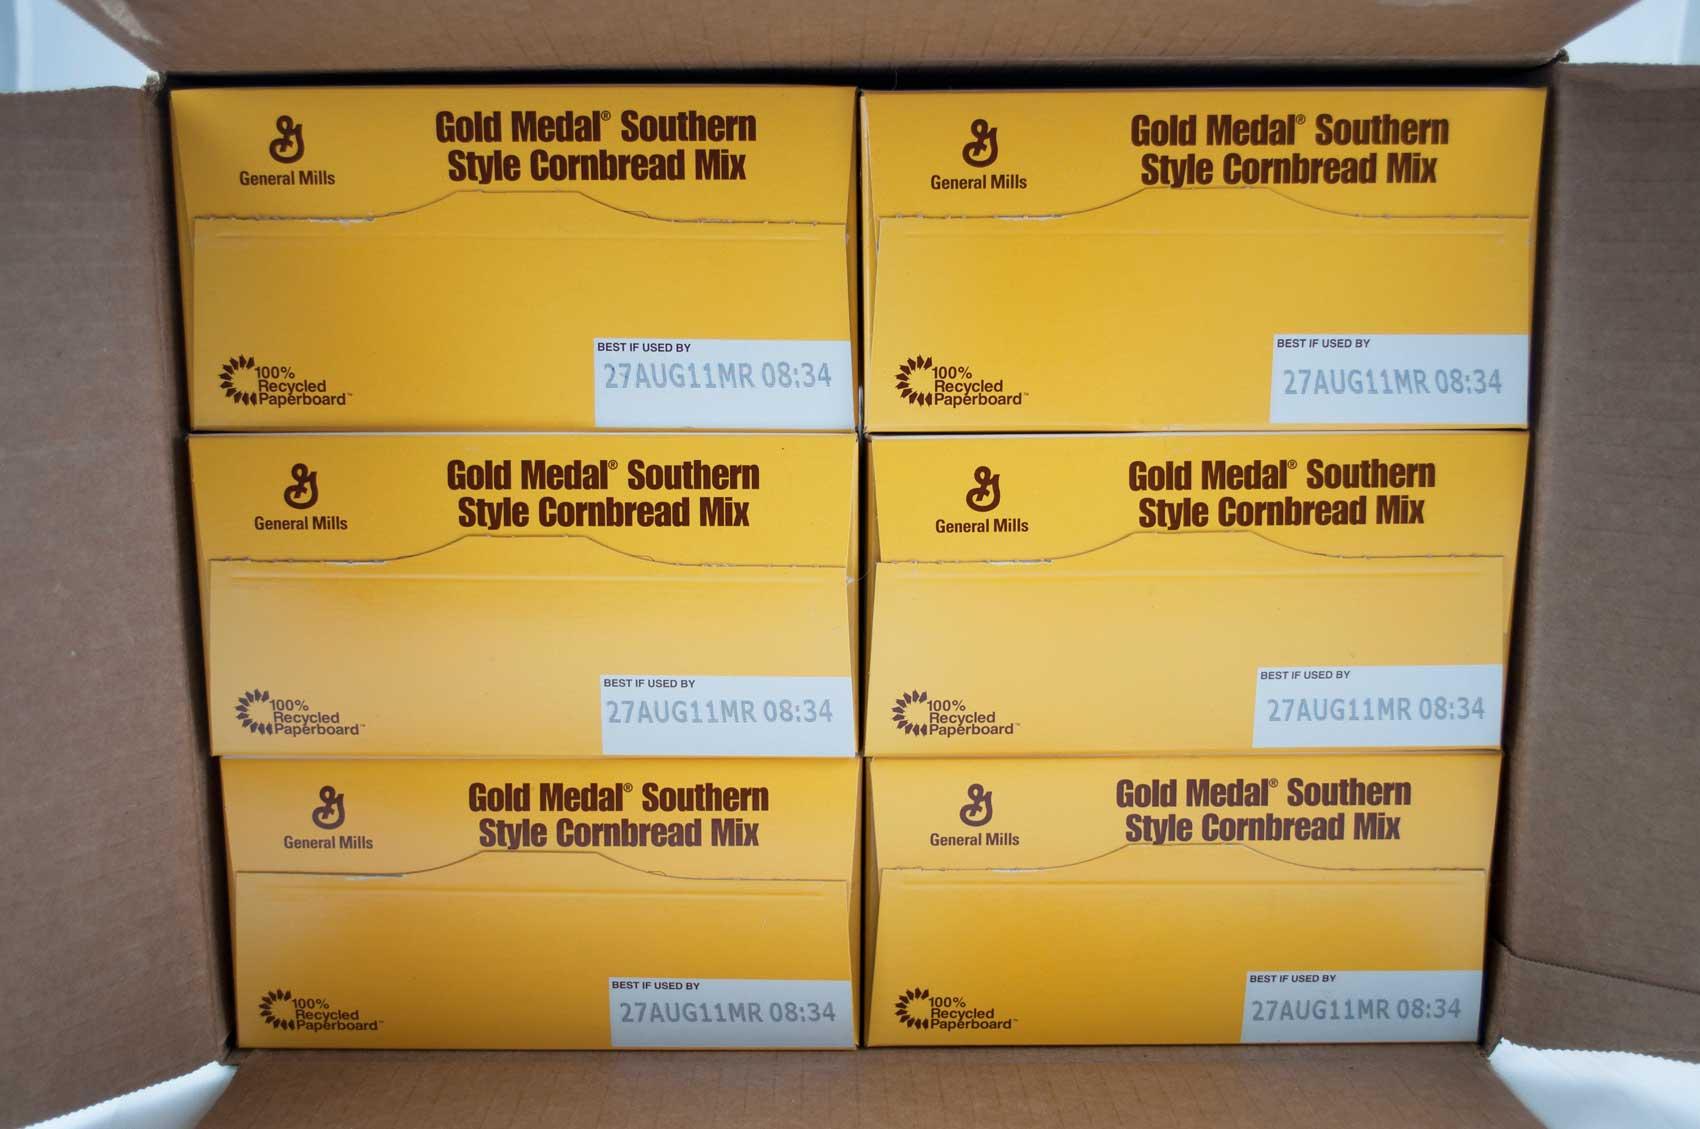 General Mills
Gold Medal® Southern
Style Cornbread Mix
100%
Recycled
Paperboard™
BEST IF USED BY
27AUG11MR 08:34
General Mills
Gold Medal® Southern
Style Cornbread Mix
100%
Recycled
Paperboard™
BEST IF USED BY
27AUG11MR 08:34
General Mills
Gold Medal® Southern
Style Cornbread Mix
100%
Recycled
Paperboard™
BEST IF USED BY
27AUG11MR 08:34
General Mills
Gold Medal® Southern
Style Cornbread Mix
100%
Recycled
Paperboard™
BEST IF USED BY
27AUG11MR 08:34
General Mills
Gold Medal® Southern
Style Cornbread Mix
100%
Recycled
Paperboard™
BEST IF USED BY
27AUG11MR 08:34
General Mills
Gold Medal® Southern
Style Cornbread Mix
100%
Recycled
Paperboard™
BEST IF USED BY
27AUG11MR 08:34